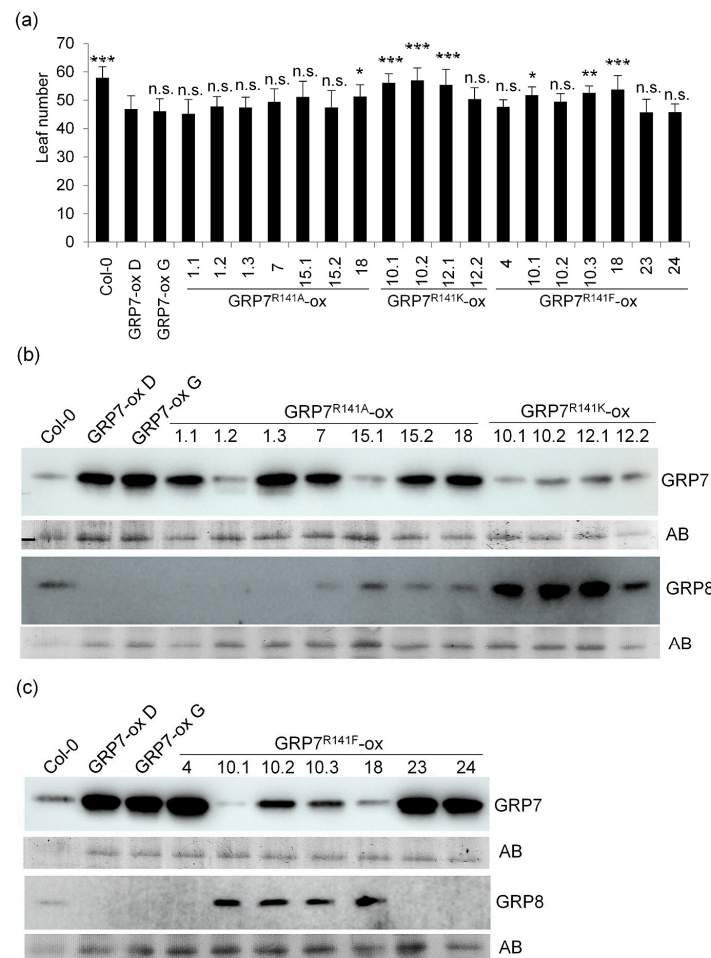 (a)
70
60
50
40
30
20
10
0
Leaf number
*** n.s. n.s. n.s. n.s. n.s. n.s. n.s. * *** *** *** n.s. n.s. * n.s. ** *** n.s. n.s.
Col-0 GRP7-ox D GRP7-ox G 1.1 1.2 1.3 7 15.1 15.2 18 10.1 10.2 12.1 12.2 4 10.1 10.2 10.3 18 23 24
GRP7R141A-ox GRP7R141K-ox GRP7R141F-ox
(b)
Col-0 GRP7-ox D GRP7-ox G GRP7R141A-ox GRP7R141K-ox
1.1 1.2 1.3 7 15.1 15.2 18 10.1 10.2 12.1 12.2
GRP7
AB
GRP8
AB
(c)
Col-0 GRP7-ox D GRP7-ox G GRP7R141F-ox
4 10.1 10.2 10.3 18 23 24
GRP7
AB
GRP8
AB